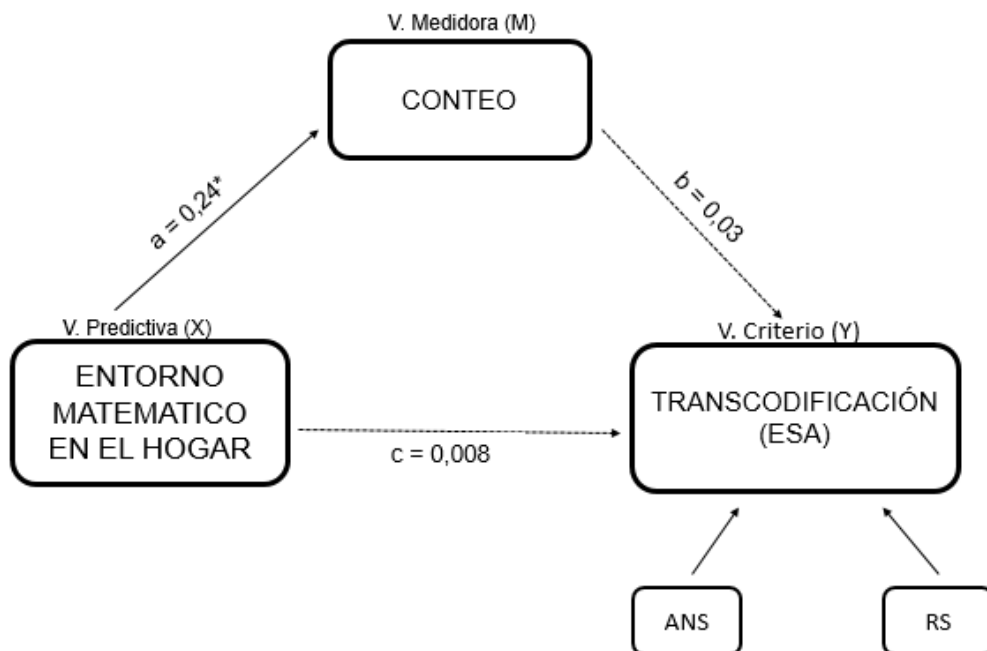 V. Medidora (M)
CONTEO
a = 0,24*
b = 0,03
V. Predictiva (X)
ENTORNO
MATEMATICO
EN EL HOGAR
c = 0,008
V. Criterio (Y)
TRANSCODIFICACIÓN
(ESA)
ANS
RS